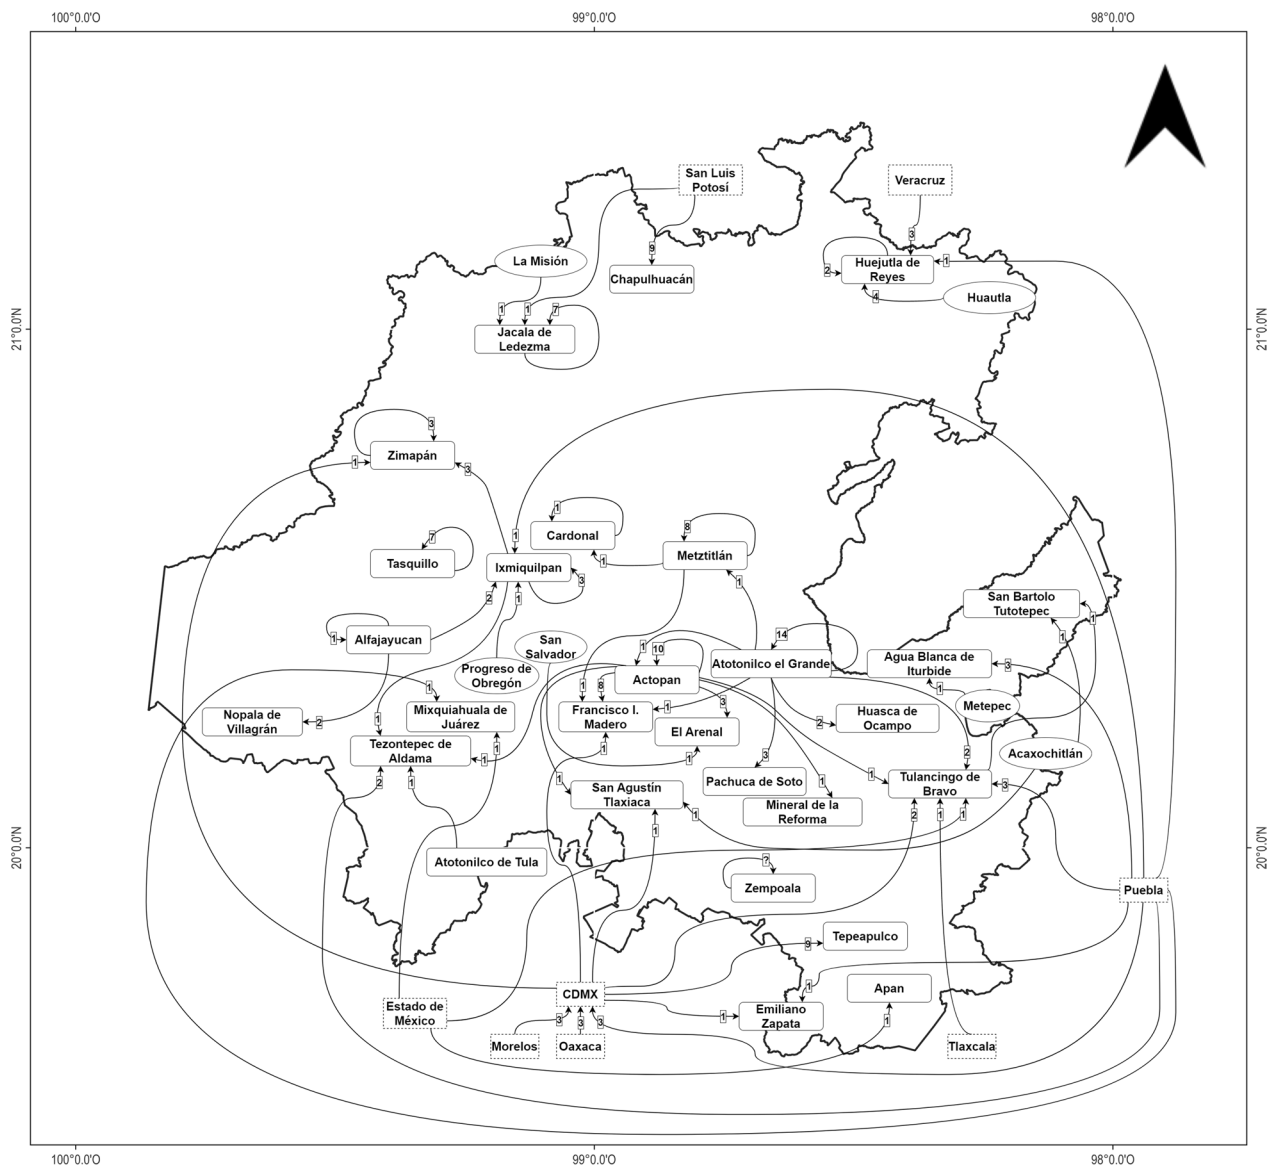 100°0.0'O
99°0.0'O
98°0.0'O
San Luis
Potosí
Veracruz
3
La Misión
9
Chapulhuacán
2
Huejutla de
Reyes
1
4
Huautla
1
1
7
Jacala de
Ledezma
21°0.0'N
21°0.0'N
3
Zimapán
1
3
1
Cardonal
1
8
Metztitlán
1
1
7
Tasquillo
Ixmiquilpan
3
2
1
1
San Bartolo
Tutotepec
1
1
1
Alfajayucan
San
Salvador
1
10
14
Atotonilco el Grande
Agua Blanca de
Iturbide
3
1
Progreso de
Obregón
Actopan
1
1
8
1
3
Metepec
Nopala de
Villagrán
2
1
Mixquiahuala de
Juárez
Francisco I.
Madero
El Arenal
2
Huasca de
Ocampo
Tezontepec de
Aldama
1
1
1
1
3
2
Acaxochitlán
2
1
1
San Agustín
Tlaxiaca
Pachuca de Soto
1
1
Tulancingo de
Bravo
3
Mineral de la
Reforma
1
1
2
1
1
20°0.0'N
20°0.0'N
Atotonilco de Tula
?
Zempoala
Puebla
9
Tepeapulco
1
Apan
CDMX
Estado de
México
1
Emiliano
Zapata
1
3
3
3
Morelos
Oaxaca
Tlaxcala
100°0.0'O
99°0.0'O
98°0.0'O